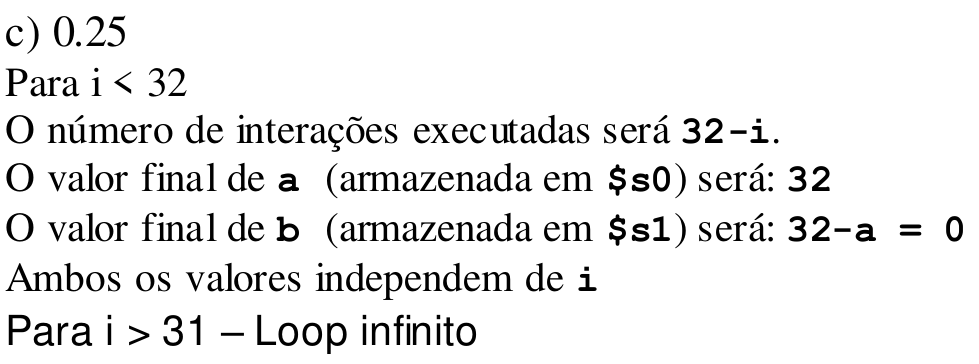 c) 0.25
Para i < 32
O número de interações executadas será 32-i.
O valor final de a (armazenada em $s0) será: 32
O valor final de b (armazenada em $s1) será: 32-a = 0
Ambos os valores independem de i
Para i > 31 – Loop infinito